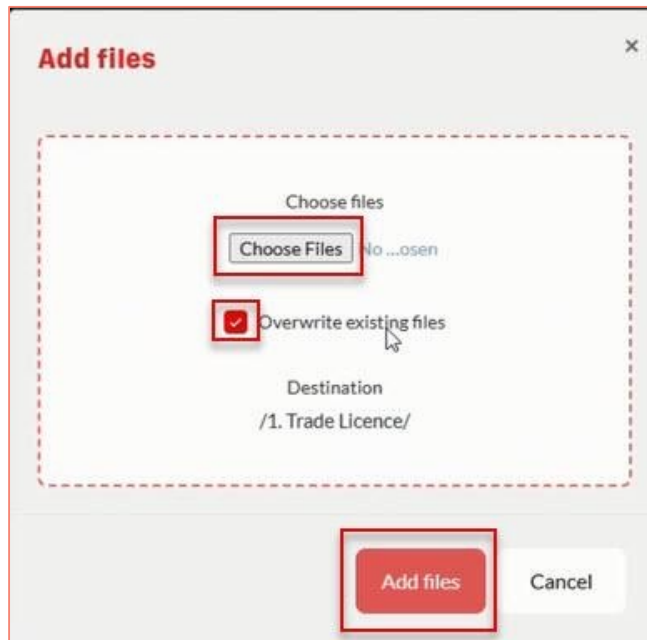 Add files
Choose files
Choose Files No ...osen
Overwrite existing files
Destination
/1. Trade Licence/
Add files Cancel